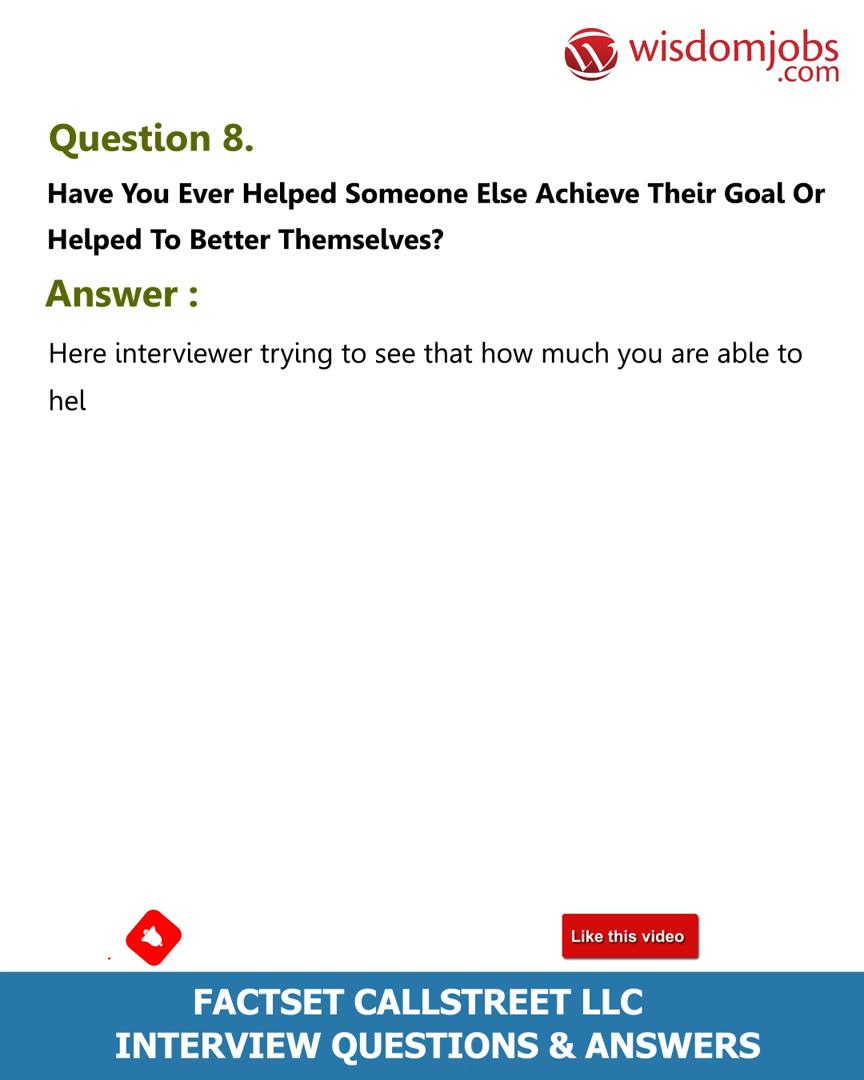 wisdomjobs
.com
Question 8.
Have You Ever Helped Someone Else Achieve Their Goal Or
Helped To Better Themselves?
Answer :
Here interviewer trying to see that how much you are able to
hel
Like this video
FACTSET CALLSTREET LLC
INTERVIEW QUESTIONS & ANSWERS